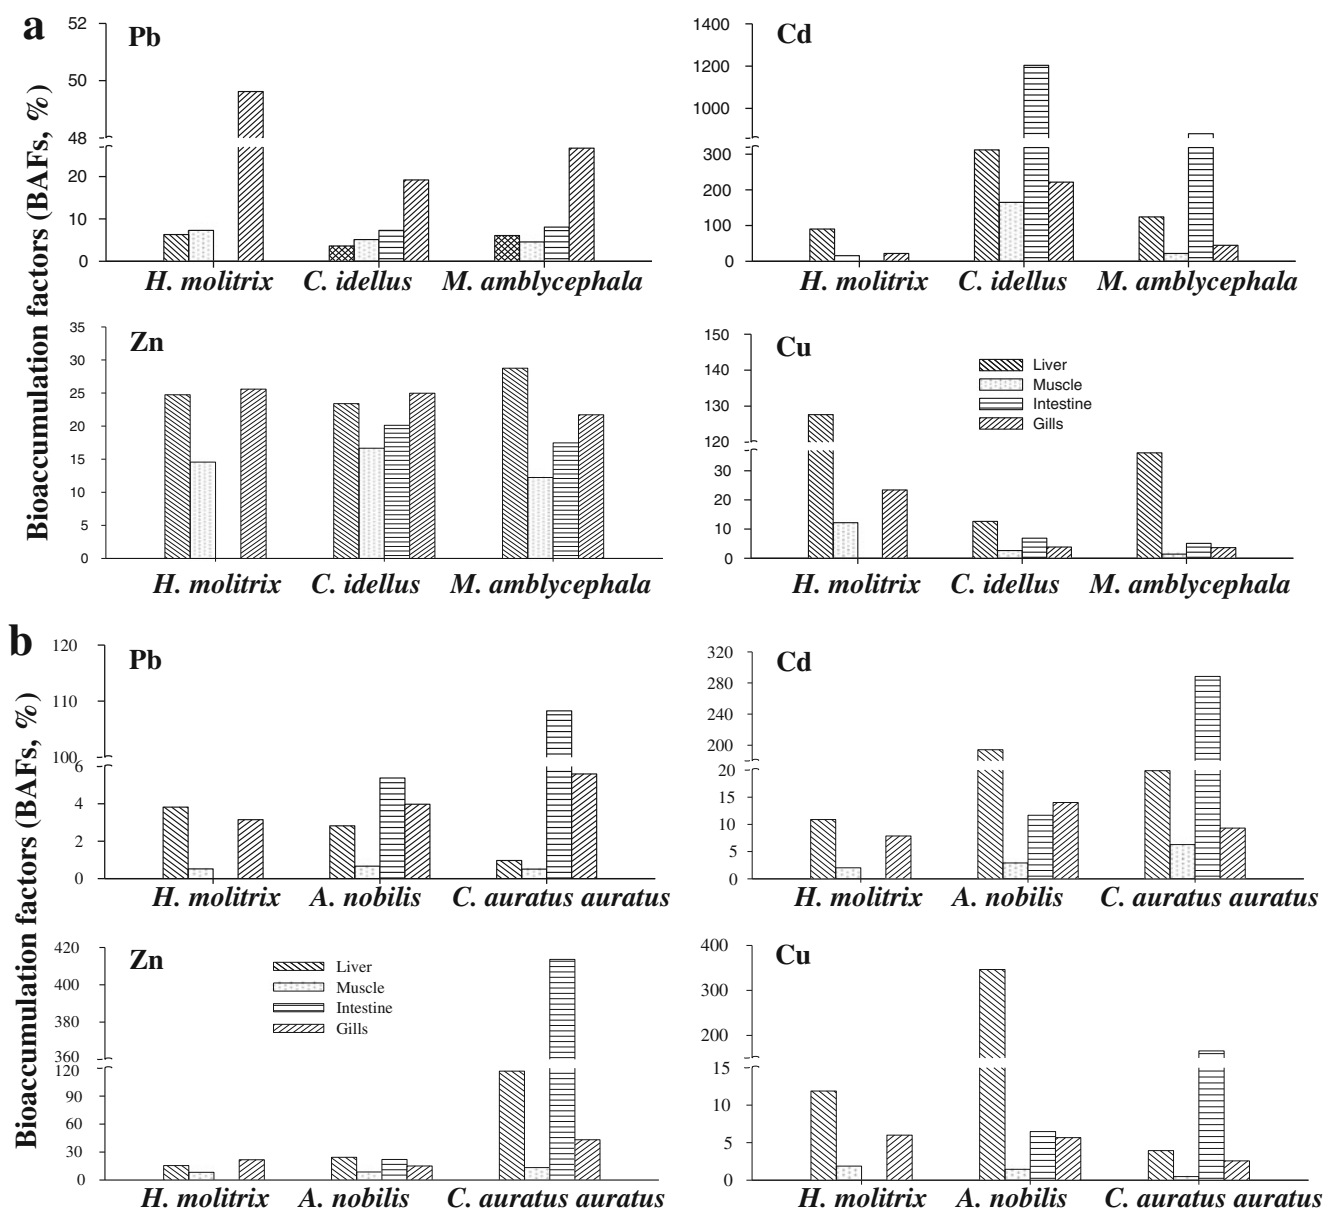 a
Bioaccumulation factors (BAFs, %)
Pb
52
50
48
20
10
0
H. molitrix C. idellus M. amblycephala
Cd
1400
1200
1000
300
200
100
0
H. molitrix C. idellus M. amblycephala
Zn
35
30
25
20
15
10
5
0
H. molitrix C. idellus M. amblycephala
Cu
150
140
130
120
30
20
10
0
Liver
Muscle
Intestine
Gills
H. molitrix C. idellus M. amblycephala
b
Bioaccumulation factors (BAFs, %)
Pb
120
110
100
6
4
2
0
H. molitrix A. nobilis C. auratus auratus
Cd
320
280
240
200
20
15
10
5
0
H. molitrix A. nobilis C. auratus auratus
Zn
420
400
380
360
120
90
60
30
0
Liver
Muscle
Intestine
Gills
H. molitrix A. nobilis C. auratus auratus
Cu
400
300
200
15
10
5
0
H. molitrix A. nobilis C. auratus auratus